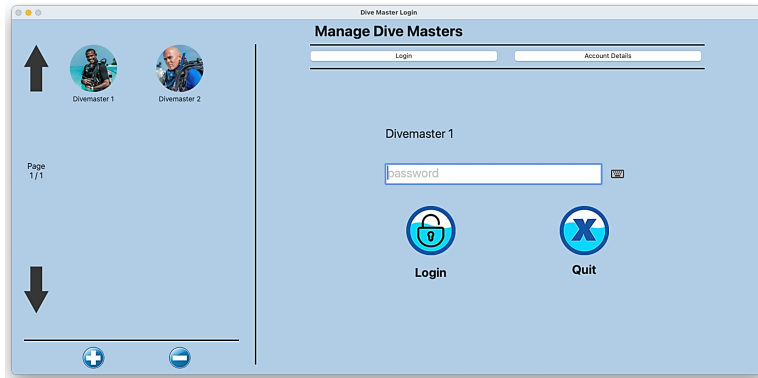 Dive Master Login
Manage Dive Masters
Login
Account Details
Divemaster 1
Divemaster 2
Page
1 / 1
Divemaster 1
password
Login
Quit